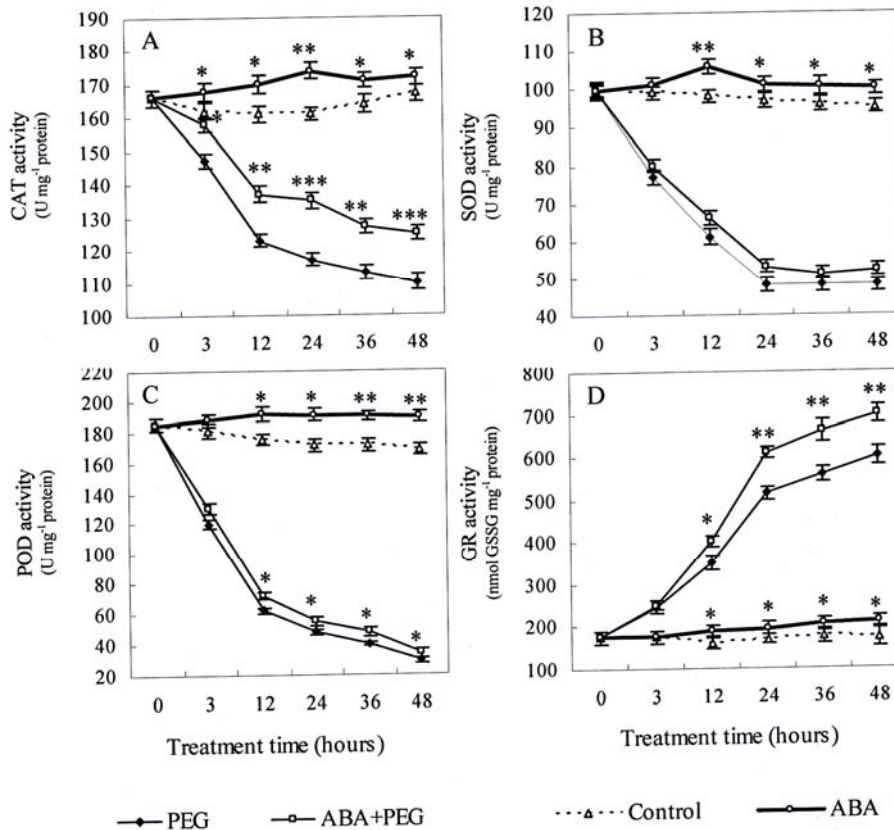 A
CAT activity
(U mg⁻¹ protein)
190
180
170
160
150
140
130
120
110
100
* * ** * *
* ** *** ** ***
0 3 12 24 36 48
B
SOD activity
(U mg⁻¹ protein)
120
110
100
90
80
70
60
50
40
** * * *
0 3 12 24 36 48
C
POD activity
(U mg⁻¹ protein)
220
200
180
160
140
120
100
80
60
40
20
* * ** **
* * * *
0 3 12 24 36 48
Treatment time (hours)
D
GR activity
(nmol GSSG mg⁻¹ protein)
800
700
600
500
400
300
200
100
* ** ** **
* * * *
0 3 12 24 36 48
Treatment time (hours)
PEG ABA+PEG Control ABA